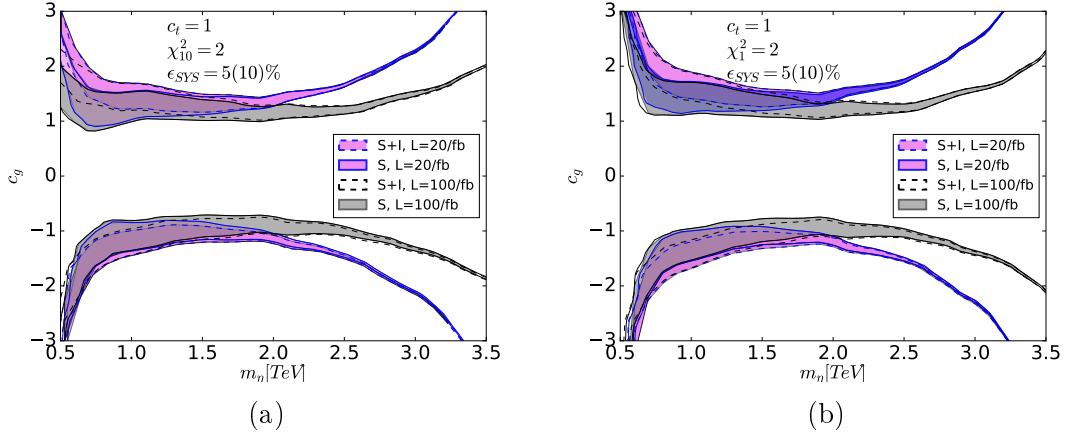 3
2
1
0
−1
−2
−3
c_g
c_t = 1
χ²₁₀ = 2
ϵ_SYS = 5(10)%
S+I, L=20/fb
S, L=20/fb
S+I, L=100/fb
S, L=100/fb
0.5 1.0 1.5 2.0 2.5 3.0 3.5
m_n[TeV]
(a)
3
2
1
0
−1
−2
−3
c_g
c_t = 1
χ²₁ = 2
ϵ_SYS = 5(10)%
S+I, L=20/fb
S, L=20/fb
S+I, L=100/fb
S, L=100/fb
0.5 1.0 1.5 2.0 2.5 3.0 3.5
m_n[TeV]
(b)